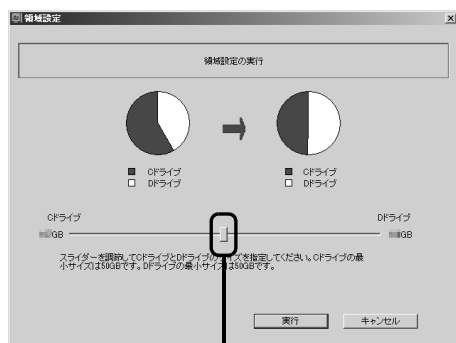 領域設定
領域設定の実行
Cドライブ
Dドライブ
Cドライブ
Dドライブ
Cドライブ
Dドライブ
GB
GB
スライダーを調節してCドライブとDドライブのサイズを指定してください。Cドライブの最
小サイズは50GBです。Dドライブの最小サイズは50GBです。
実行
キャンセル